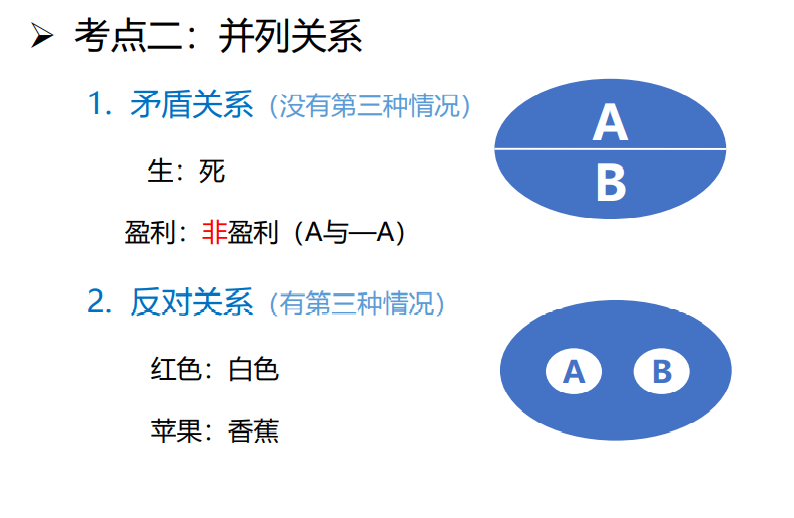 ➢ 考点二：并列关系
1. 矛盾关系（没有第三种情况）
A
B
生：死
盈利：非盈利（A与—A）
2. 反对关系（有第三种情况）
A B
红色：白色
苹果：香蕉